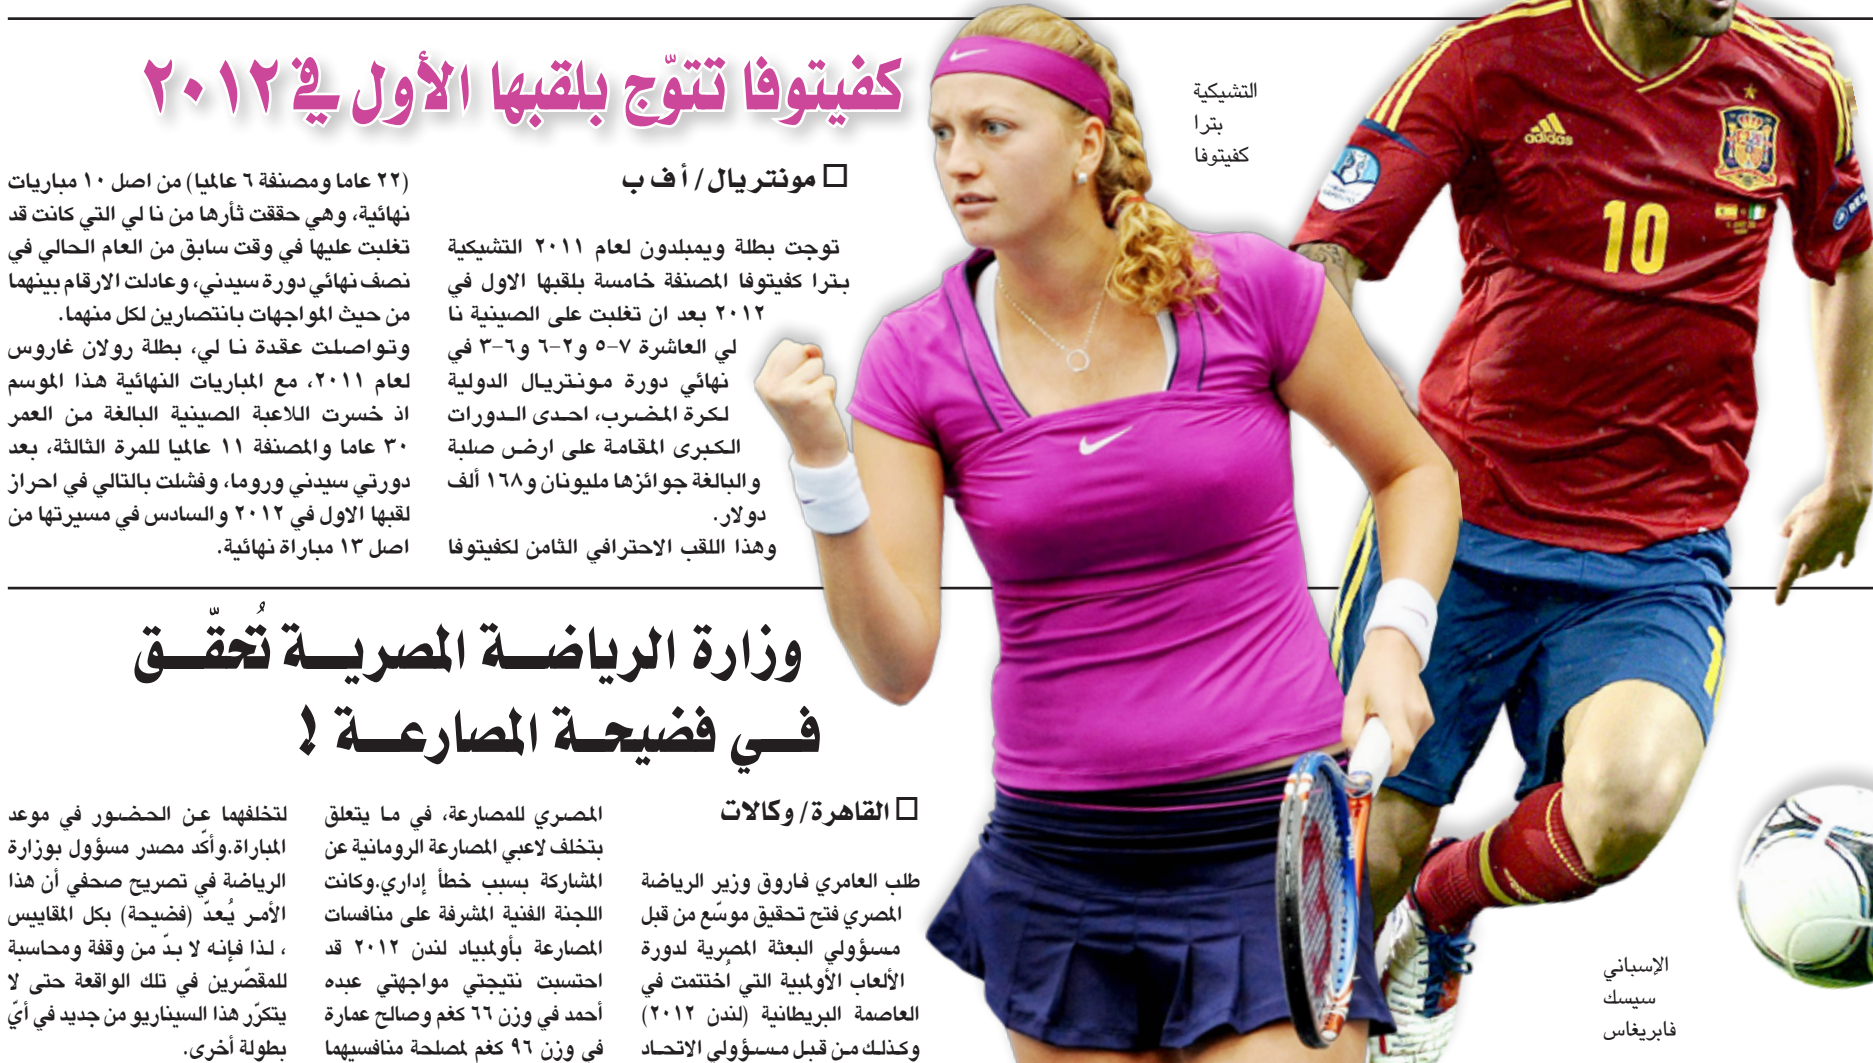 كفيتوفا تتوّج بلقبها الأول في ٢٠١٢
□ مونتريال/ أ ف ب
توجت بطلة ويمبلدون لعام ٢٠١١ التشيكية
بترا كفيتوفا المصنفة خامسة بلقبها الاول في
٢٠١٢ بعد ان تغلبت على الصينية نا
لي العاشرة ٧-٥ و٢-٦ و٦-٣ في
نهائي دورة مونتريال الدولية
لكرة المضرب، احدى الدورات
الكبرى المقامة على ارض صلبة
والبالغة جوائزها مليونان و١٦٨ ألف
دولار.
وهذا اللقب الاحترافي الثامن لكفيتوفا
(٢٢ عاما ومصنفة ٦ عالميا) من اصل ١٠ مباريات
نهائية، وهي حققت ثأرها من نا لي التي كانت قد
تغلبت عليها في وقت سابق من العام الحالي في
نصف نهائي دورة سيدني، وعادلت الارقام بينهما
من حيث المواجهات بانتصارين لكل منهما.
وتواصلت عقدة نا لي، بطلة رولان غاروس
لعام ٢٠١١، مع المباريات النهائية هذا الموسم
اذ خسرت اللاعبة الصينية البالغة من العمر
٣٠ عاما والمصنفة ١١ عالميا للمرة الثالثة، بعد
دورتي سيدني وروما، وفشلت بالتالي في احراز
لقبها الاول في ٢٠١٢ والسادس في مسيرتها من
اصل ١٣ مباراة نهائية.
التشيكية
بترا
كفيتوفا
adidas
10
وزارة الرياضة المصرية تُحقّق
في فضيحة المصارعة !
□ القاهرة/ وكالات
طلب العامري فاروق وزير الرياضة
المصري فتح تحقيق موسّع من قبل
مسؤولي البعثة المصرية لدورة
الألعاب الأولمبية التي اُختتمت في
العاصمة البريطانية (لندن ٢٠١٢)
وكذلك من قبل مسؤولي الاتحاد
المصري للمصارعة، في ما يتعلق
بتخلف لاعبي المصارعة الرومانية عن
المشاركة بسبب خطأ إداري.وكانت
اللجنة الفنية المشرفة على منافسات
المصارعة بأولمبياد لندن ٢٠١٢ قد
احتسبت نتيجتي مواجهتي عبده
أحمد في وزن ٦٦ كغم وصالح عمارة
في وزن ٩٦ كغم لمصلحة منافسيهما
لتخلفهما عن الحضور في موعد
المباراة.وأكّد مصدر مسؤول بوزارة
الرياضة في تصريح صحفي أن هذا
الأمر يُعدّ (فضيحة) بكل المقاييس
، لذا فإنه لا بدّ من وقفة ومحاسبة
للمقصّرين في تلك الواقعة حتى لا
يتكرّر هذا السيناريو من جديد في أيّ
بطولة أخرى.
الإسباني
سيسك
فابريغاس